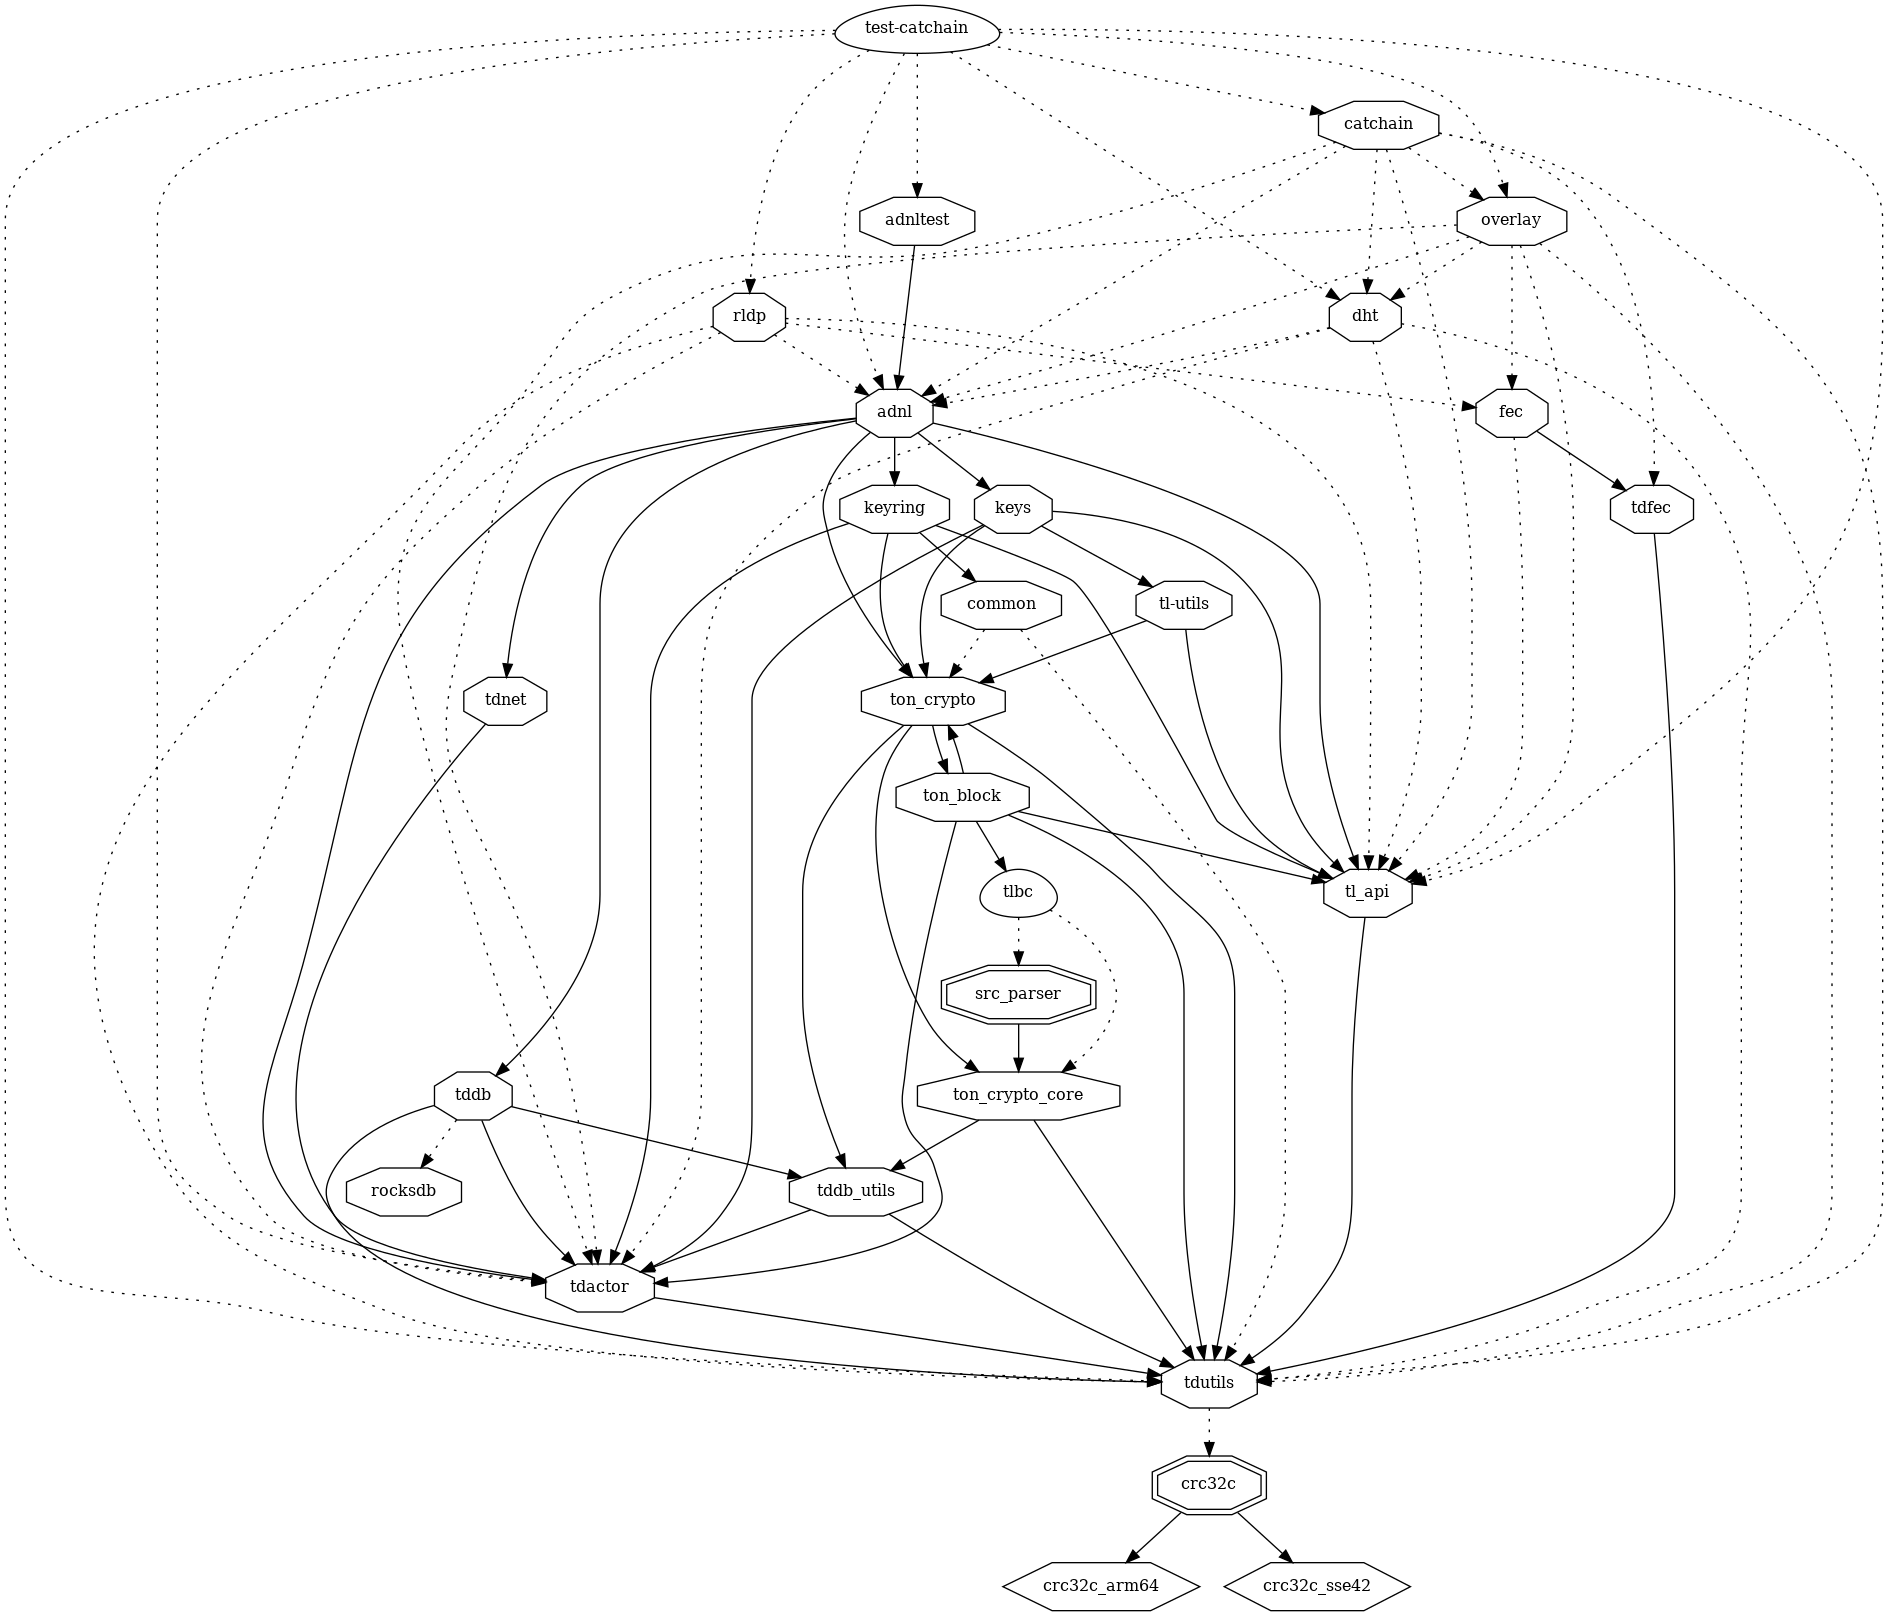 test-catchain
catchain
adnltest
overlay
rldp
dht
adnl
fec
keyring
keys
tdfec
common
tl-utils
tdnet
ton_crypto
ton_block
tlbc
tl_api
src_parser
tddb
ton_crypto_core
rocksdb
tddb_utils
tdactor
tdutils
crc32c
crc32c_arm64
crc32c_sse42